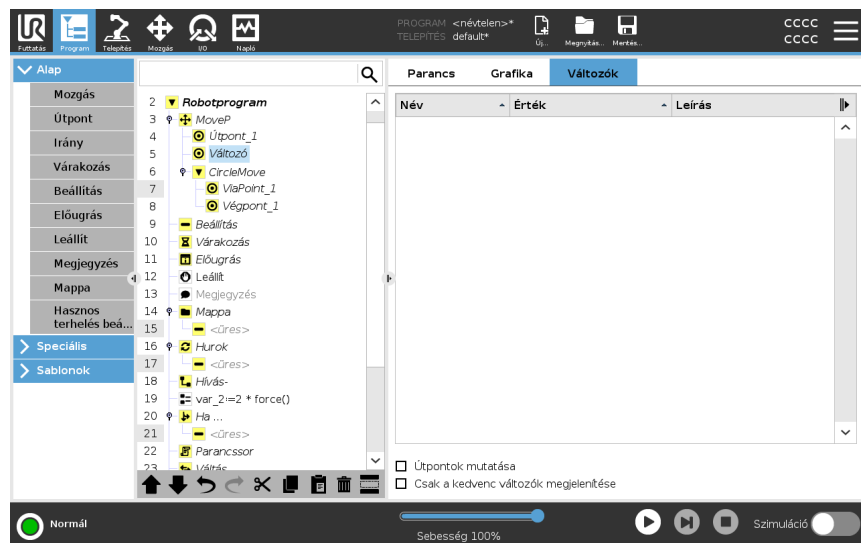 PROGRAM <névtelen>*
TELEPÍTÉS default*
cccc
cccc
Futtatás Program Telepítés Mozgás I/O Napló Új... Megnyitás... Mentés...
Alap
Mozgás
Útpont
Irány
Várakozás
Beállítás
Előugrás
Leállít
Megjegyzés
Mappa
Hasznos
terhelés beá...
Speciális
Sablonok
2 Robotprogram
3 MoveP
4 Útpont_1
5 Változó
6 CircleMove
7 ViaPoint_1
8 Végpont_1
9 Beállítás
10 Várakozás
11 Előugrás
12 Leállít
13 Megjegyzés
14 Mappa
15 <üres>
16 Hurok
17 <üres>
18 Hívás-
19 var_2:=2 * force()
20 Ha ...
21 <üres>
22 Parancssor
23 Váltás
Parancs Grafika Változók
Név Érték Leírás
Útpontok mutatása
Csak a kedvenc változók megjelenítése
Normál
Sebesség 100%
Szimuláció